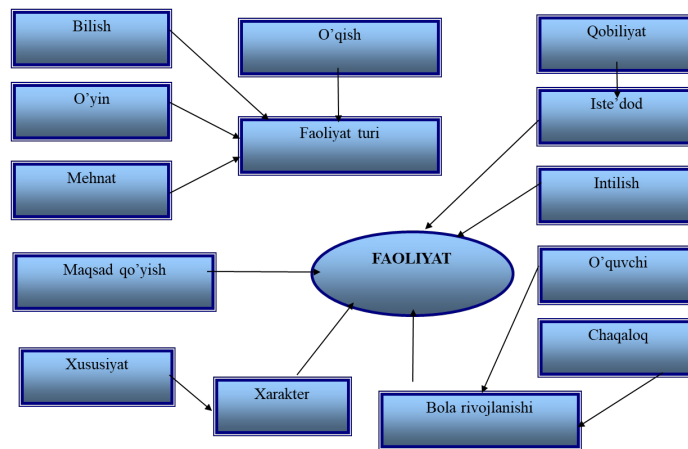 Bilish
O’qish
Qobiliyat
O’yin
Faoliyat turi
Iste’dod
Mehnat
Intilish
Maqsad qo’yish
FAOLIYAT
O’quvchi
Chaqaloq
Xususiyat
Xarakter
Bola rivojlanishi